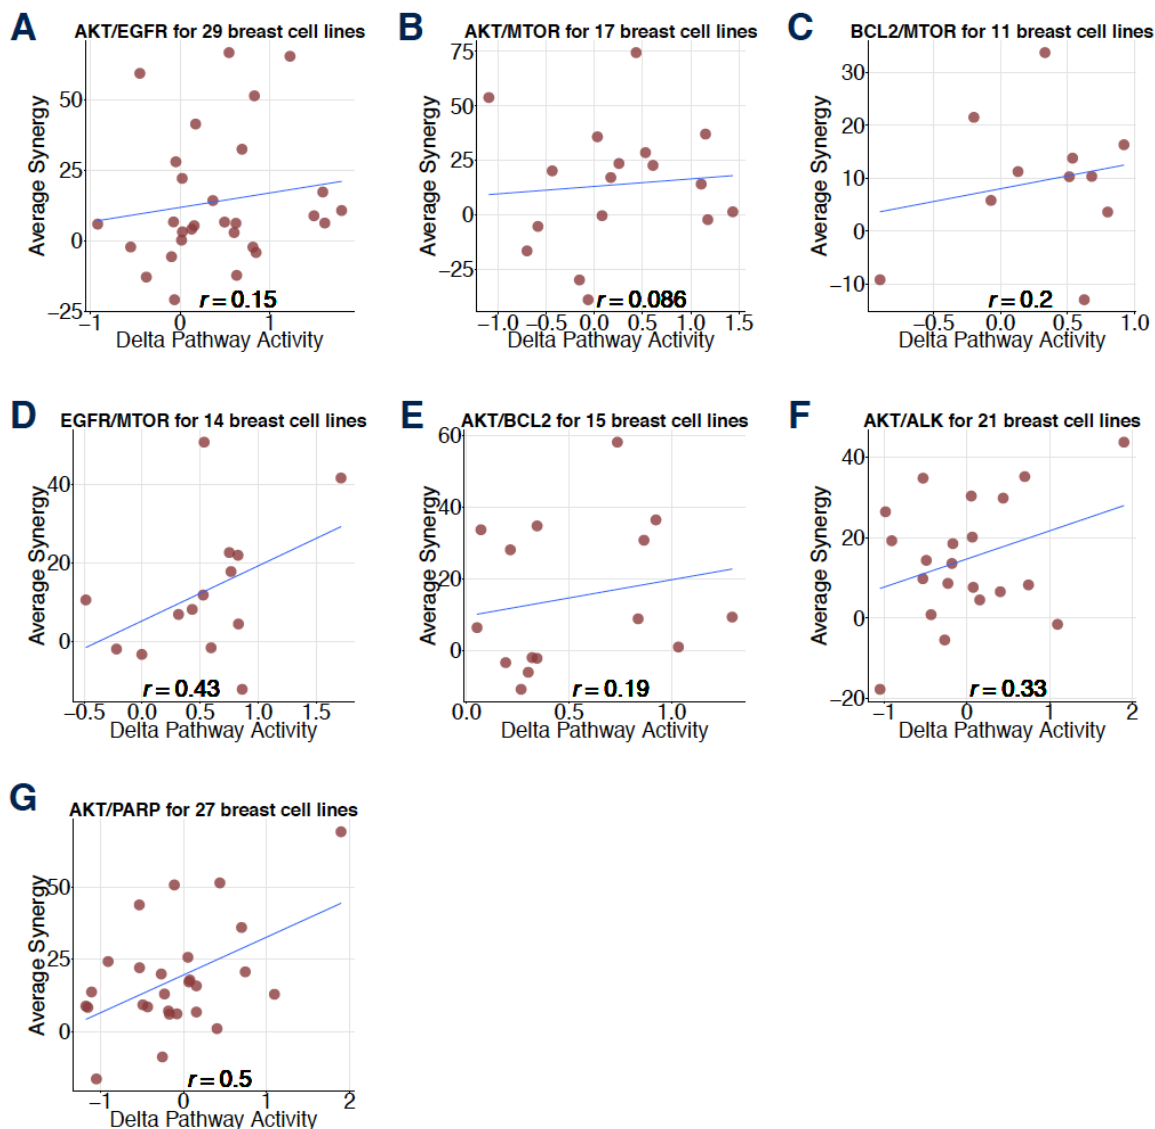 A
AKT/EGFR for 29 breast cell lines
Average Synergy
50
25
0
−25
r = 0.15
−1 0 1
Delta Pathway Activity
B
AKT/MTOR for 17 breast cell lines
Average Synergy
75
50
25
0
−25
r = 0.086
−1.0 −0.5 0.0 0.5 1.0 1.5
Delta Pathway Activity
C
BCL2/MTOR for 11 breast cell lines
Average Synergy
30
20
10
0
−10
r = 0.2
−0.5 0.0 0.5 1.0
Delta Pathway Activity
D
EGFR/MTOR for 14 breast cell lines
Average Synergy
40
20
0
r = 0.43
−0.5 0.0 0.5 1.0 1.5
Delta Pathway Activity
E
AKT/BCL2 for 15 breast cell lines
Average Synergy
60
40
20
0
r = 0.19
0.0 0.5 1.0
Delta Pathway Activity
F
AKT/ALK for 21 breast cell lines
Average Synergy
40
20
0
−20
r = 0.33
−1 0 1 2
Delta Pathway Activity
G
AKT/PARP for 27 breast cell lines
Average Synergy
50
25
0
r = 0.5
−1 0 1 2
Delta Pathway Activity